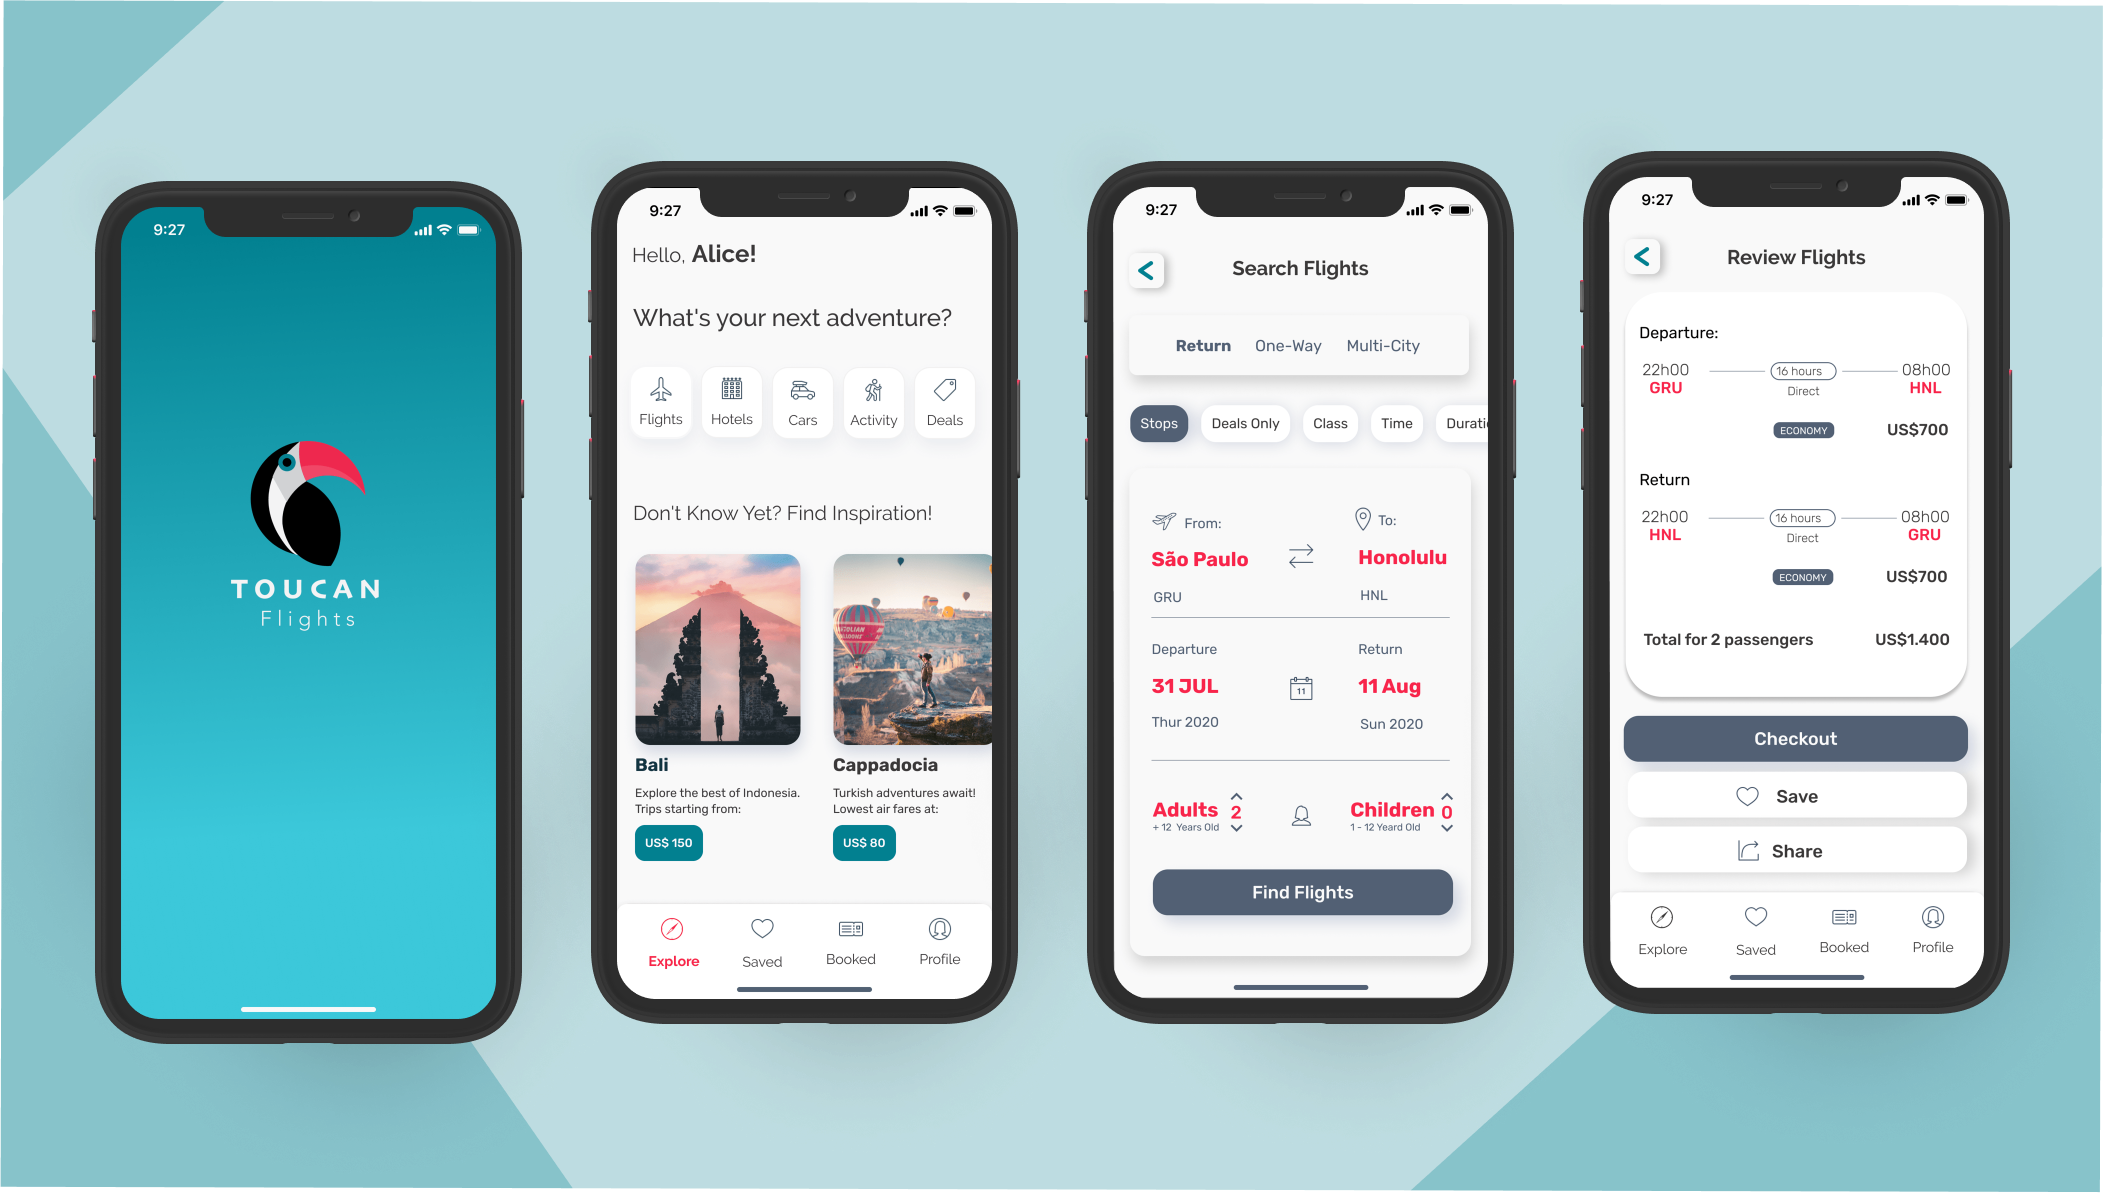 9:27
TOUCAN
Flights
9:27
Hello, Alice!
What's your next adventure?
Flights
Hotels
Cars
Activity
Deals
Don't Know Yet? Find Inspiration!
Bali
Explore the best of Indonesia.
Trips starting from:
US$ 150
Cappadocia
Turkish adventures await!
Lowest air fares at:
US$ 80
Explore
Saved
Booked
Profile
9:27
Search Flights
Return
One-Way
Multi-City
Stops
Deals Only
Class
Time
Durati
From:
To:
São Paulo
Honolulu
GRU
HNL
Departure
Return
31 JUL
11
11 Aug
Thur 2020
Sun 2020
Adults 2
+ 12 Years Old
Children 0
1 - 12 Yeard Old
Find Flights
9:27
Review Flights
Departure:
22h00
16 hours
08h00
GRU
Direct
HNL
ECONOMY
US$700
Return
22h00
16 hours
08h00
HNL
Direct
GRU
ECONOMY
US$700
Total for 2 passengers
US$1.400
Checkout
Save
Share
Explore
Saved
Booked
Profile